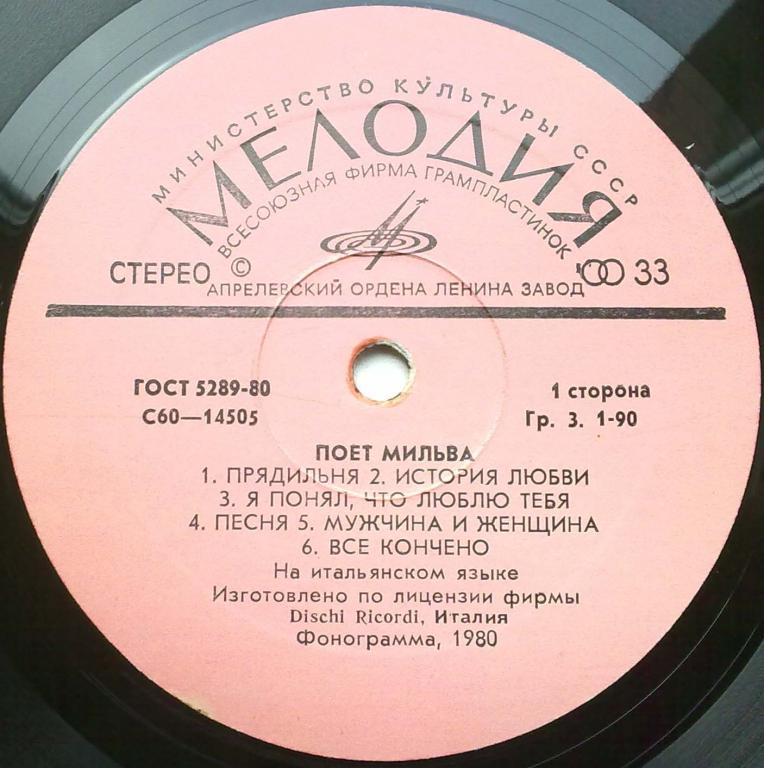 МИНИСТЕРСТВО КУЛЬТУРЫ СССР
МЕЛОДИЯ
ВСЕСОЮЗНАЯ ФИРМА ГРАМПЛАСТИНОК
СТЕРЕО © 33
АПРЕЛЕВСКИЙ ОРДЕНА ЛЕНИНА ЗАВОД
ГОСТ 5289-80 1 сторона
С60—14505 Гр. 3. 1-90
ПОЕТ МИЛЬВА
1. ПРЯДИЛЬНЯ 2. ИСТОРИЯ ЛЮБВИ
3. Я ПОНЯЛ, ЧТО ЛЮБЛЮ ТЕБЯ
4. ПЕСНЯ 5. МУЖЧИНА И ЖЕНЩИНА
6. ВСЕ КОНЧЕНО
На итальянском языке
Изготовлено по лицензии фирмы
Dischi Ricordi, Италия
Фонограмма, 1980